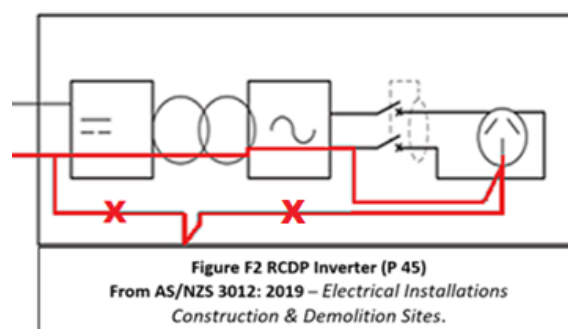 X
X
Figure F2 RCDP Inverter (P 45)
From AS/NZS 3012: 2019 – Electrical Installations
Construction & Demolition Sites.